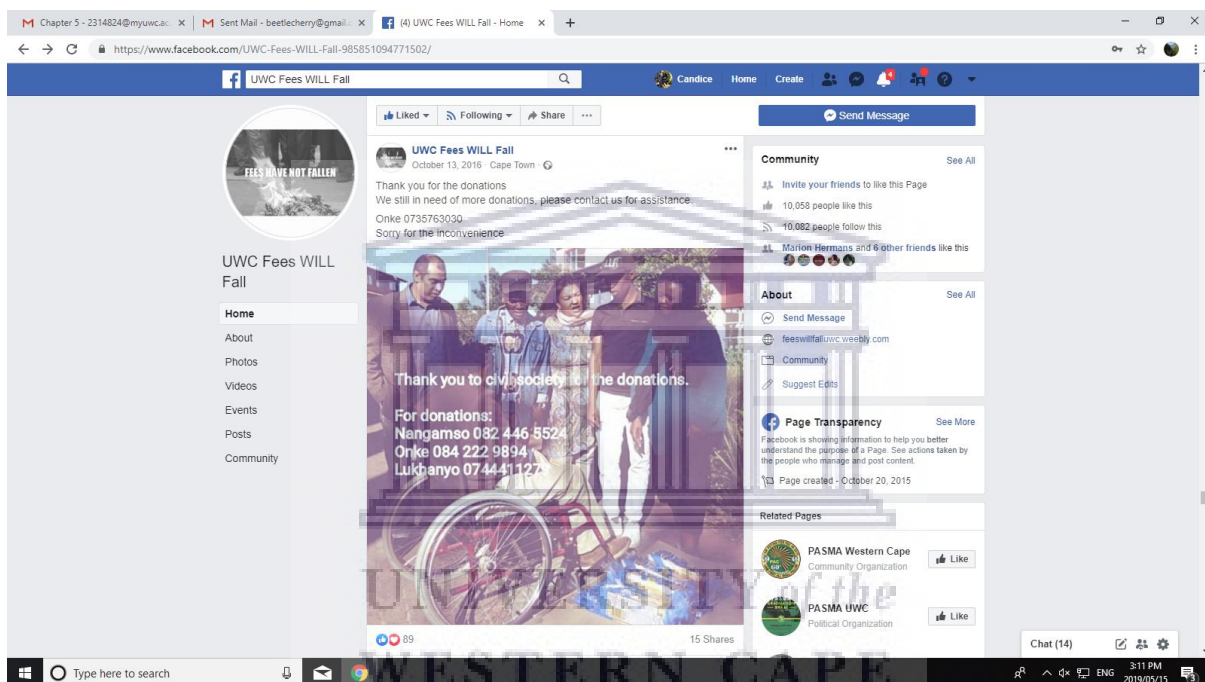 Chapter 5 - 2314824@myuwc.ac.
Sent Mail - beetlecherry@gmail.c
(4) UWC Fees WILL Fall - Home
https://www.facebook.com/UWC-Fees-WILL-Fall-985851094771502/
UWC Fees WILL Fall
Candice
Home
Create
4
FEES HAVE NOT FALLEN
UWC Fees WILL
Fall
Home
About
Photos
Videos
Events
Posts
Community
Liked
Following
Share
UWC Fees WILL Fall
October 13, 2016 · Cape Town ·
Thank you for the donations
We still in need of more donations, please contact us for assistance.
Onke 0735763030
Sorry for the inconvenience
Thank you to civil society for the donations.
For donations:
Nangamso 082 446 5524
Onke 084 222 9894
Lukhanyo
89
15 Shares
Send Message
Community
See All
Invite your friends to like this Page
10,058 people like this
10,082 people follow this
Marion Hermans and 6 other friends like this
About
See All
Send Message
feeswillfalluwc.weebly.com
Community
Suggest Edits
Page Transparency
See More
Facebook is showing information to help you better
understand the purpose of a Page. See actions taken by
the people who manage and post content.
Page created - October 20, 2015
Related Pages
PASMA Western Cape
Community Organization
Like
PASMA UWC
Political Organization
Like
Chat (14)
UNIVERSITY of the
WESTERN CAPE
Type here to search
ENG
3:11 PM
2019/05/15
3